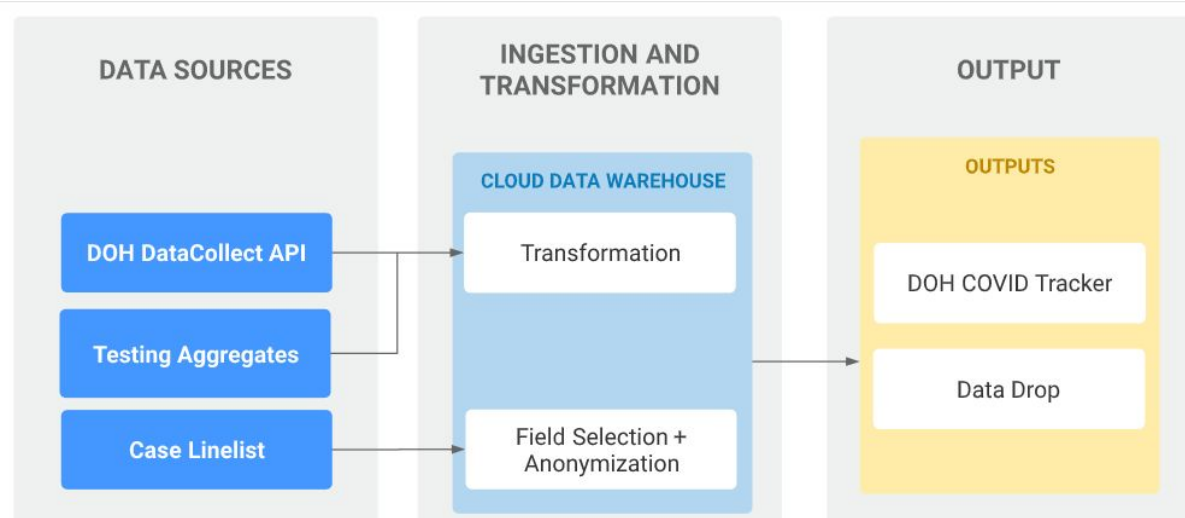 DATA SOURCES
DOH DataCollect API
Testing Aggregates
Case Linelist
INGESTION AND
TRANSFORMATION
CLOUD DATA WAREHOUSE
Transformation
Field Selection +
Anonymization
OUTPUT
OUTPUTS
DOH COVID Tracker
Data Drop